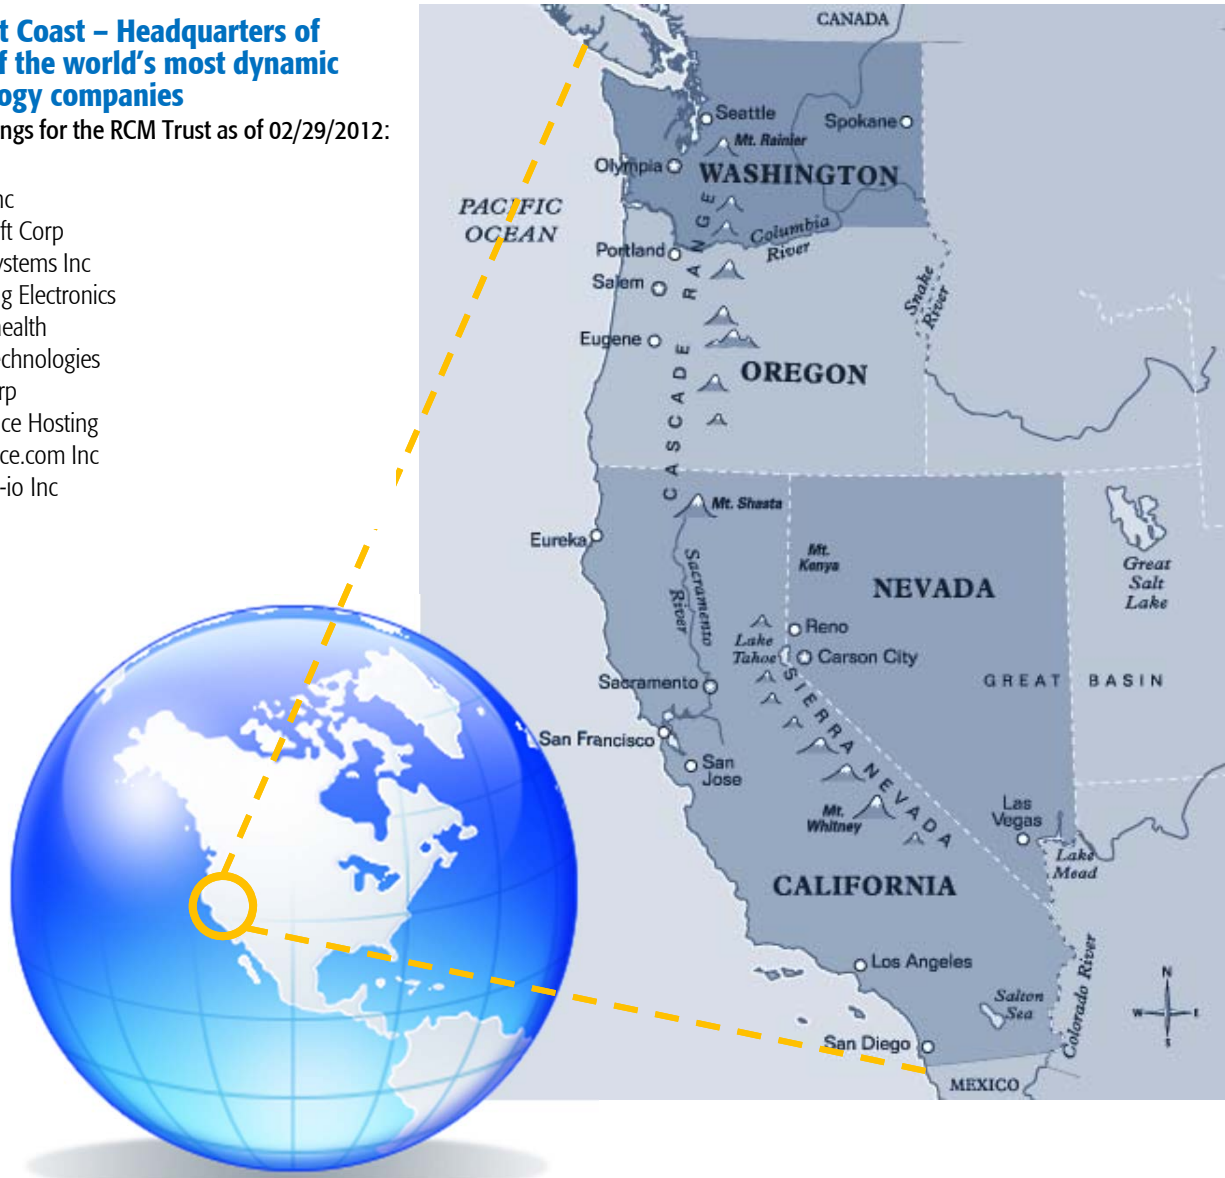 t Coast – Headquarters of
f the world's most dynamic
ogy companies
ngs for the RCM Trust as of 02/29/2012:
nc
ft Corp
ystems Inc
g Electronics
health
echnologies
rp
ce Hosting
ce.com Inc
-io Inc
CANADA
Seattle
Spokane
Mt. Rainier
Olympia
WASHINGTON
PACIFIC
OCEAN
Columbia
River
Portland
Salem
Snake
River
Eugene
CASCADE RANGE
OREGON
Mt. Shasta
Eureka
Mt.
Kenya
Great
Salt
Lake
Sacramento
River
NEVADA
Reno
Lake
Tahoe
Carson City
GREAT BASIN
Sacramento
SIERRA NEVADA
San Francisco
San
Jose
Mt.
Whitney
Las
Vegas
Lake
Mead
CALIFORNIA
Los Angeles
Colorado River
Salton
Sea
San Diego
MEXICO
N
W E
S